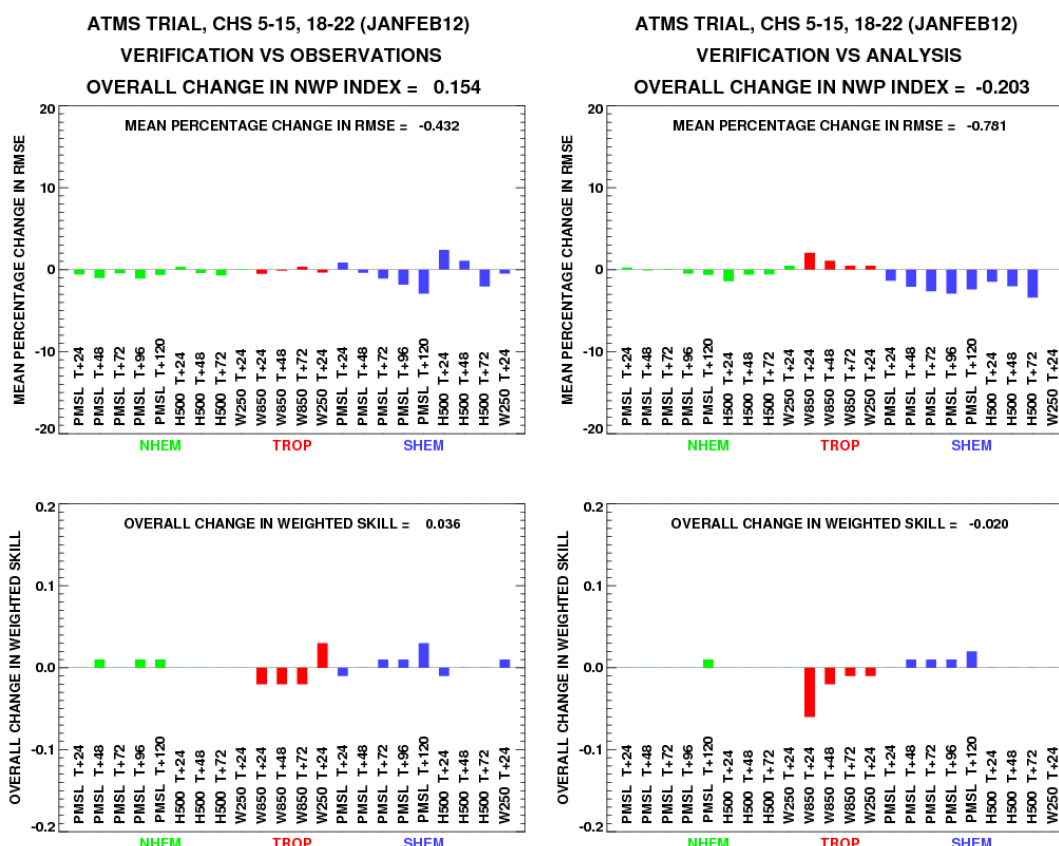 ATMS TRIAL, CHS 5-15, 18-22 (JANFEB12)
VERIFICATION VS OBSERVATIONS
OVERALL CHANGE IN NWP INDEX = 0.154
MEAN PERCENTAGE CHANGE IN RMSE = -0.432
MEAN PERCENTAGE CHANGE IN RMSE
20
10
0
-10
-20
PMSL T+24
PMSL T+48
PMSL T+72
PMSL T+96
PMSL T+120
H500 T+24
H500 T+48
H500 T+72
W250 T+24
W850 T+24
W850 T+48
W850 T+72
W250 T+24
PMSL T+24
PMSL T+48
PMSL T+72
PMSL T+96
PMSL T+120
H500 T+24
H500 T+48
H500 T+72
W250 T+24
NHEM TROP SHEM
ATMS TRIAL, CHS 5-15, 18-22 (JANFEB12)
VERIFICATION VS ANALYSIS
OVERALL CHANGE IN NWP INDEX = -0.203
MEAN PERCENTAGE CHANGE IN RMSE = -0.781
MEAN PERCENTAGE CHANGE IN RMSE
20
10
0
-10
-20
PMSL T+24
PMSL T+48
PMSL T+72
PMSL T+96
PMSL T+120
H500 T+24
H500 T+48
H500 T+72
W250 T+24
W850 T+24
W850 T+48
W850 T+72
W250 T+24
PMSL T+24
PMSL T+48
PMSL T+72
PMSL T+96
PMSL T+120
H500 T+24
H500 T+48
H500 T+72
W250 T+24
NHEM TROP SHEM
OVERALL CHANGE IN WEIGHTED SKILL = 0.036
OVERALL CHANGE IN WEIGHTED SKILL
0.2
0.1
0.0
-0.1
-0.2
PMSL T+24
PMSL T+48
PMSL T+72
PMSL T+96
PMSL T+120
H500 T+24
H500 T+48
H500 T+72
W250 T+24
W850 T+24
W850 T+48
W850 T+72
W250 T+24
PMSL T+24
PMSL T+48
PMSL T+72
PMSL T+96
PMSL T+120
H500 T+24
H500 T+48
H500 T+72
W250 T+24
NHEM TROP SHEM
OVERALL CHANGE IN WEIGHTED SKILL = -0.020
OVERALL CHANGE IN WEIGHTED SKILL
0.2
0.1
0.0
-0.1
-0.2
PMSL T+24
PMSL T+48
PMSL T+72
PMSL T+96
PMSL T+120
H500 T+24
H500 T+48
H500 T+72
W250 T+24
W850 T+24
W850 T+48
W850 T+72
W250 T+24
PMSL T+24
PMSL T+48
PMSL T+72
PMSL T+96
PMSL T+120
H500 T+24
H500 T+48
H500 T+72
W250 T+24
NHEM TROP SHEM